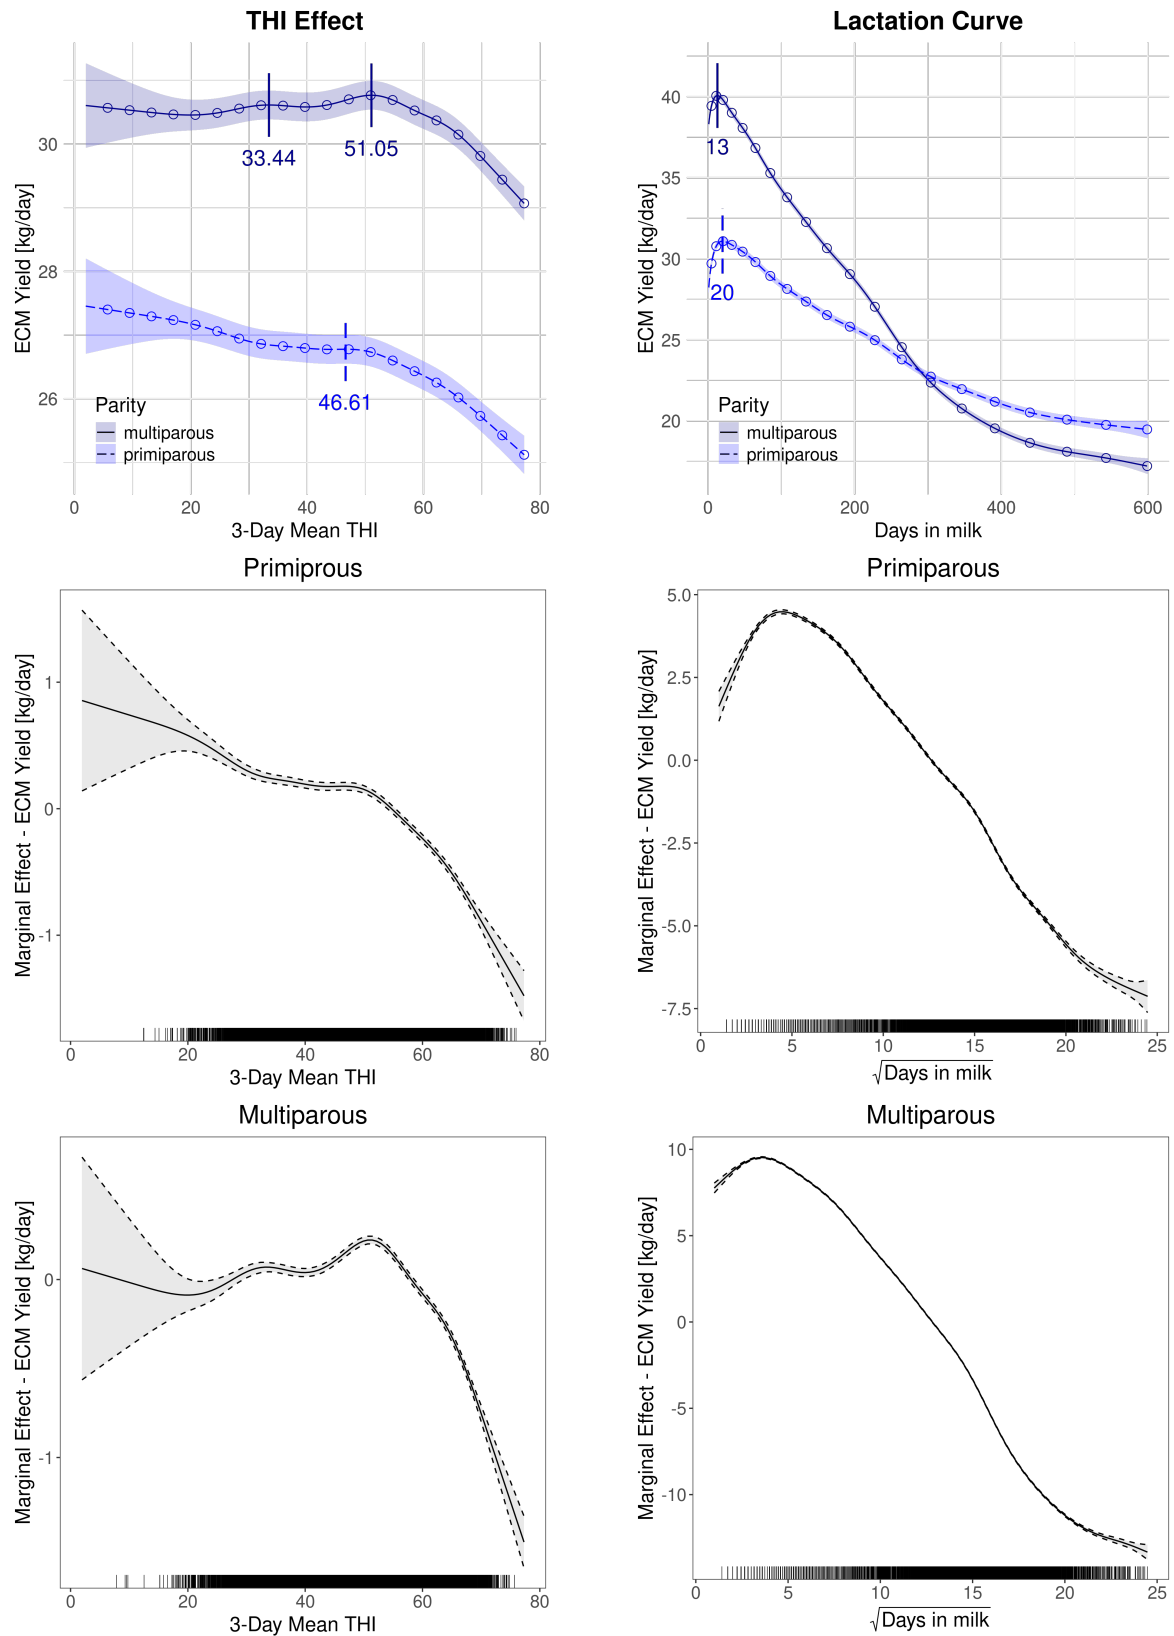 THI Effect
ECM Yield [kg/day]
30
28
26
33.44
51.05
46.61
Parity
multiparous
primiparous
0 20 40 60 80
3-Day Mean THI
Lactation Curve
ECM Yield [kg/day]
40
35
30
25
20
13
20
Parity
multiparous
primiparous
0 200 400 600
Days in milk
Primiprous
Marginal Effect - ECM Yield [kg/day]
1
0
-1
0 20 40 60 80
3-Day Mean THI
Primiparous
Marginal Effect - ECM Yield [kg/day]
5.0
2.5
0.0
-2.5
-5.0
-7.5
0 5 10 15 20 25
√Days in milk
Multiparous
Marginal Effect - ECM Yield [kg/day]
0
-1
0 20 40 60 80
3-Day Mean THI
Multiparous
Marginal Effect - ECM Yield [kg/day]
10
5
0
-5
-10
0 5 10 15 20 25
√Days in milk